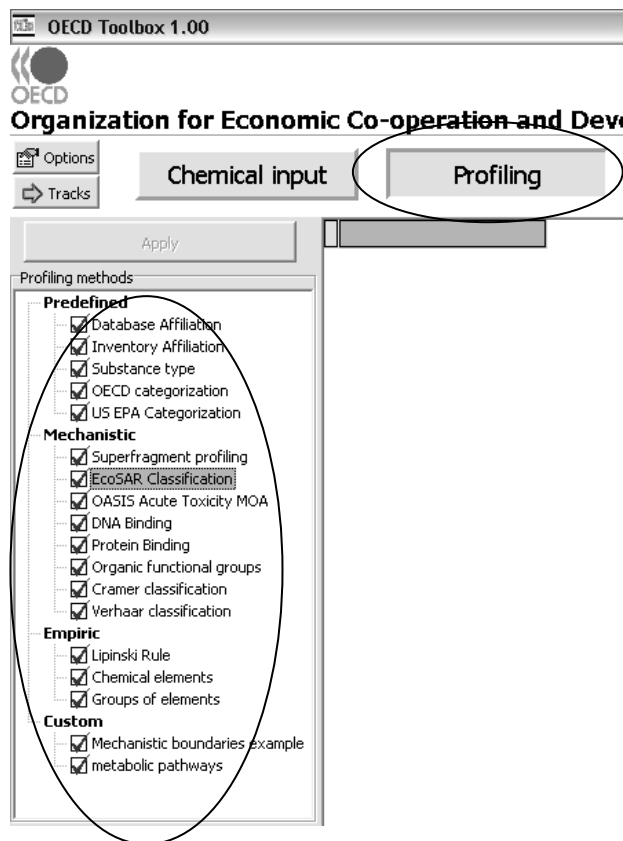 OECD Toolbox 1.00
OECD
Organization for Economic Co-operation and Deve
Options
Tracks
Chemical input
Profiling
Apply
Profiling methods
Predefined
Database Affiliation
Inventory Affiliation
Substance type
OECD categorization
US EPA Categorization
Mechanistic
Superfragment profiling
EcoSAR Classification
OASIS Acute Toxicity MOA
DNA Binding
Protein Binding
Organic functional groups
Cramer classification
Verhaar classification
Empiric
Lipinski Rule
Chemical elements
Groups of elements
Custom
Mechanistic boundaries example
metabolic pathways